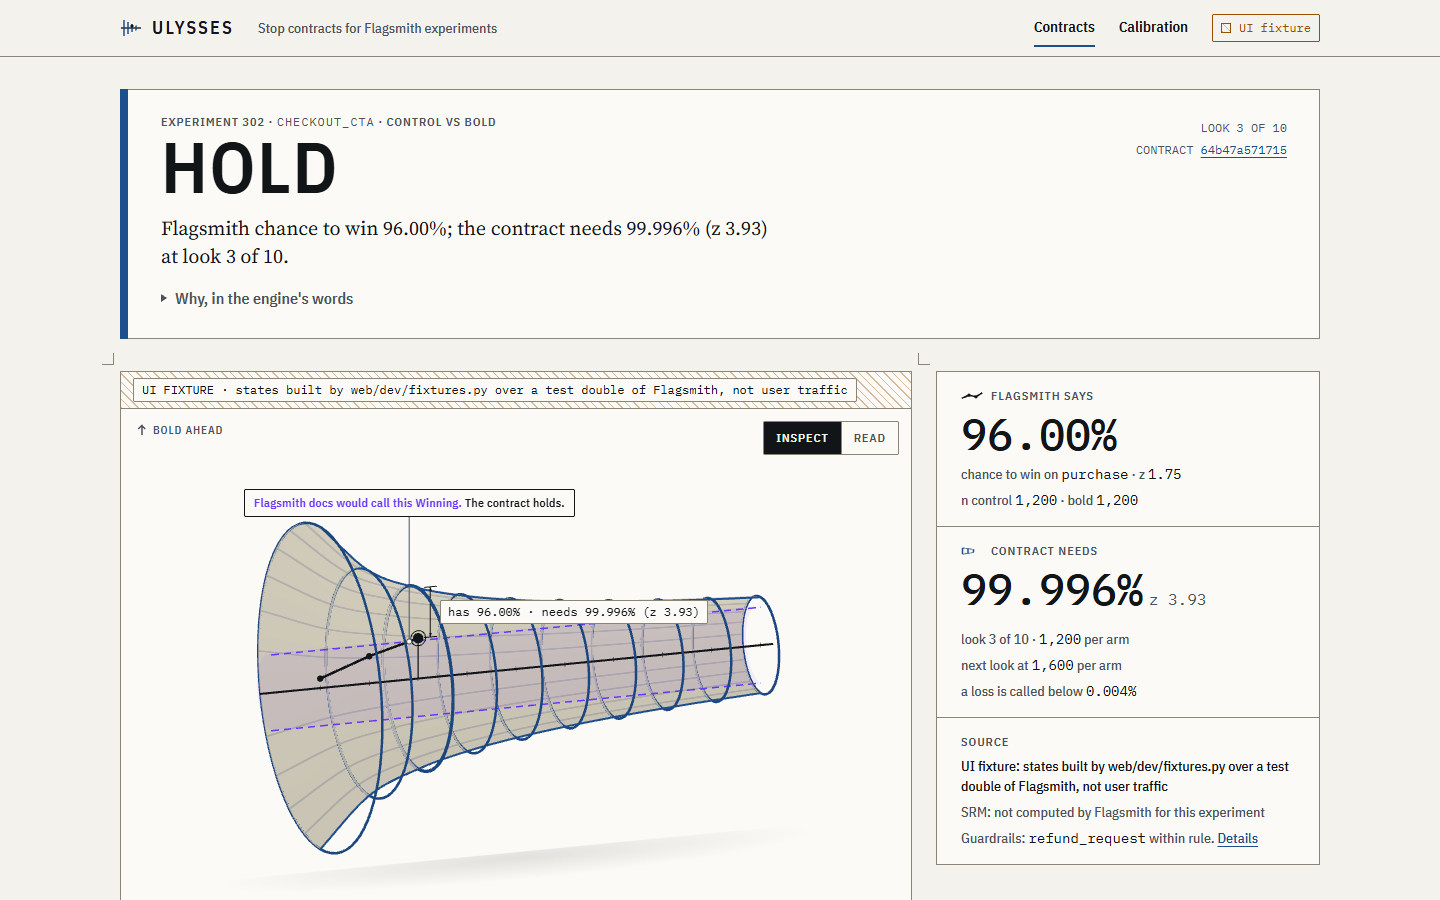 ULYSSES
Stop contracts for Flagsmith experiments
Contracts
Calibration
UI fixture
EXPERIMENT 302 · CHECKOUT_CTA · CONTROL VS BOLD
LOOK 3 OF 10
CONTRACT 64b47a571715
HOLD
Flagsmith chance to win 96.00%; the contract needs 99.996% (z 3.93)
at look 3 of 10.
Why, in the engine's words
UI FIXTURE · states built by web/dev/fixtures.py over a test double of Flagsmith, not user traffic
BOLD AHEAD
INSPECT
READ
Flagsmith docs would call this Winning. The contract holds.
has 96.00% · needs 99.996% (z 3.93)
FLAGSMITH SAYS
96.00%
chance to win on purchase · z 1.75
n control 1,200 · bold 1,200
CONTRACT NEEDS
99.996% z 3.93
look 3 of 10 · 1,200 per arm
next look at 1,600 per arm
a loss is called below 0.004%
SOURCE
UI fixture: states built by web/dev/fixtures.py over a test
double of Flagsmith, not user traffic
SRM: not computed by Flagsmith for this experiment
Guardrails: refund_request within rule. Details